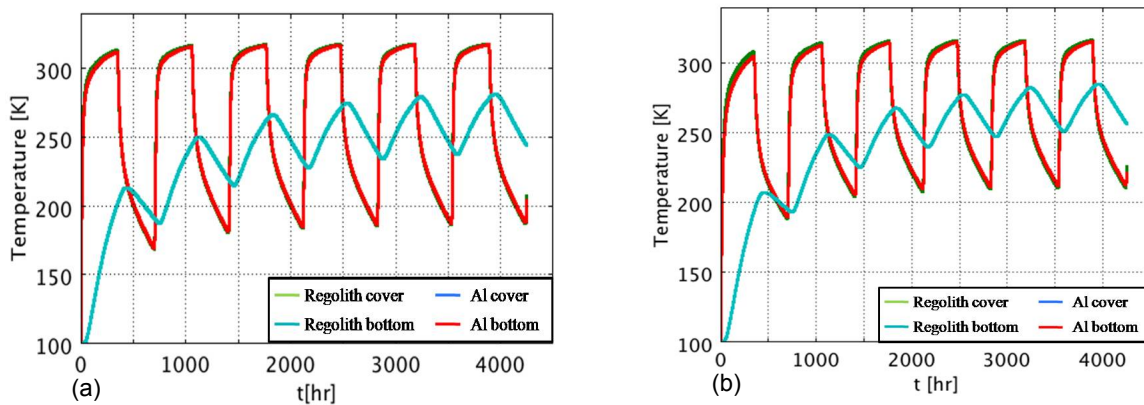 Temperature [K]
300
250
200
150
100
0
1000
2000
3000
4000
t[hr]
Regolith cover
Al cover
Regolith bottom
Al bottom
(a)
Temperature [K]
300
250
200
150
100
0
1000
2000
3000
4000
t [hr]
Regolith cover
Al cover
Regolith bottom
Al bottom
(b)